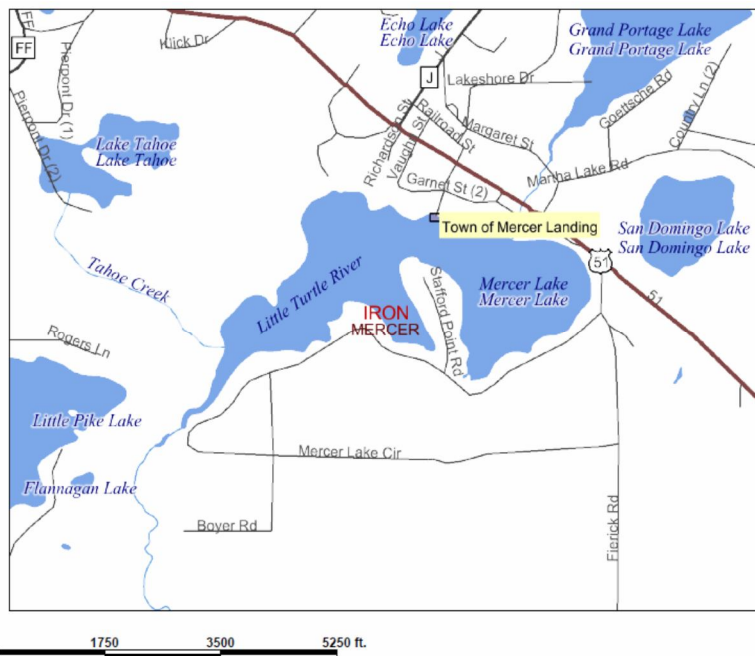 FF
FF
Pierpont Dr (1)
Pierpont Dr (2)
Klick Dr
Echo Lake
Echo Lake
J
Grand Portage Lake
Grand Portage Lake
Lakeshore Dr
Goettsche Rd
Country Ln (2)
Richardson St
Vaughn St
Railroad St
Margaret St
Martha Lake Rd
Garnet St (2)
Lake Tahoe
Lake Tahoe
Town of Mercer Landing
San Domingo Lake
San Domingo Lake
51
51
Tahoe Creek
Little Turtle River
Stafford Point Rd
Mercer Lake
Mercer Lake
IRON
MERCER
Rogers Ln
Little Pike Lake
Flannagan Lake
Mercer Lake Cir
Boyer Rd
Fierick Rd
1750
3500
5250 ft.